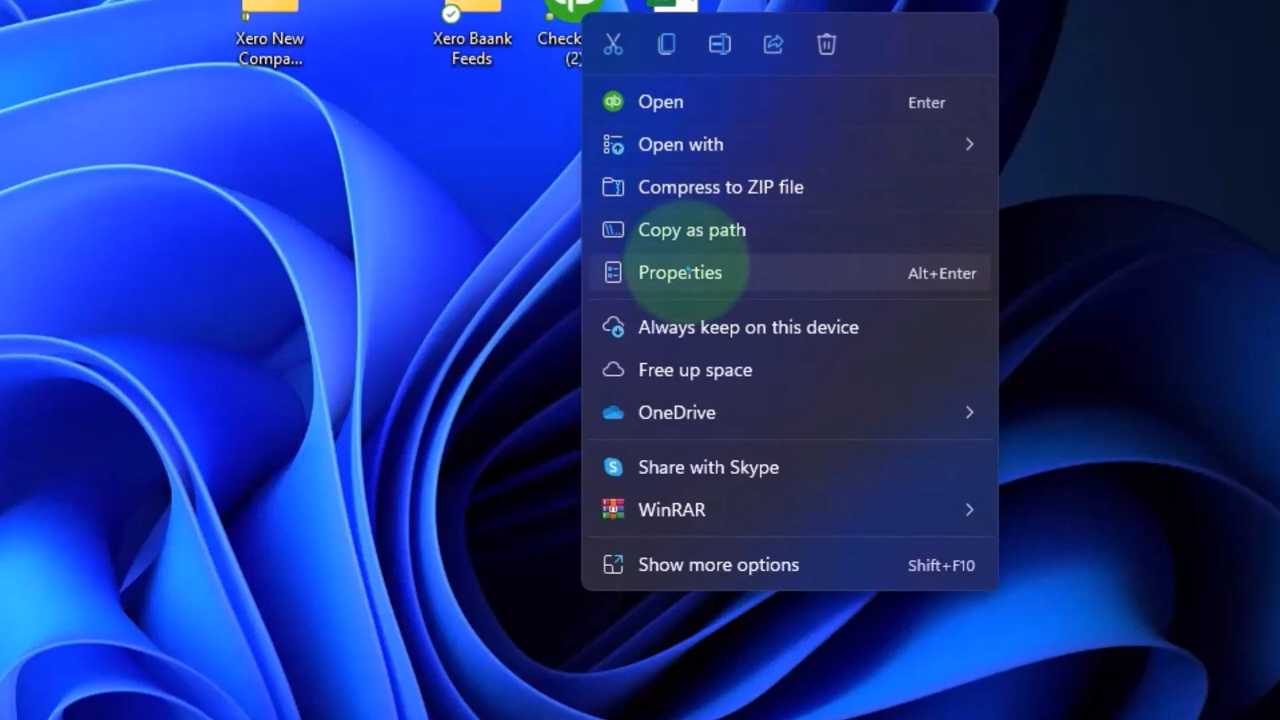 Xero New
Compa...
Xero Baank
Feeds
Check
(2)
Open
Enter
Open with
Compress to ZIP file
Copy as path
Properties
Alt+Enter
Always keep on this device
Free up space
OneDrive
Share with Skype
WinRAR
Show more options
Shift+F10